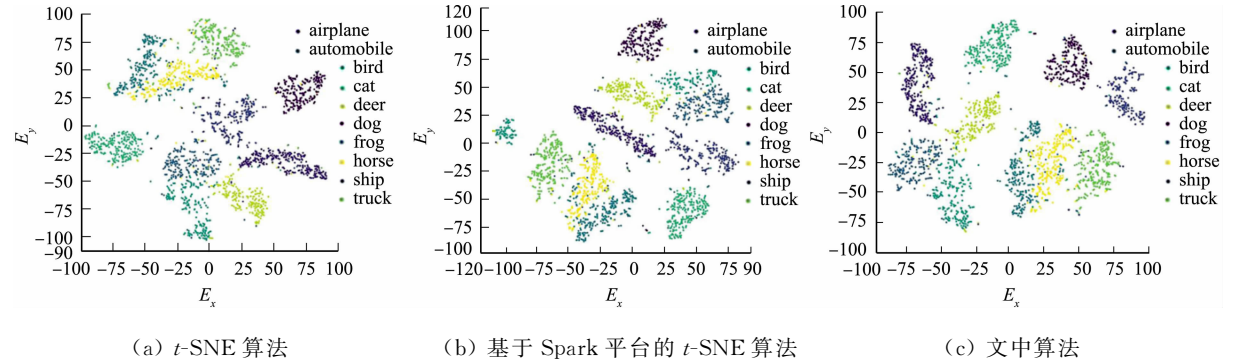 100
75
50
25
0
−25
−50
−75
−100
−90
−100 −75 −50 −25 0 25 50 75 100
E_y
E_x
airplane
automobile
bird
cat
deer
dog
frog
horse
ship
truck
(a) t-SNE 算法
120
110
75
50
25
0
−25
−50
−75
−100
−100
−120 −100 −75 −50 −25 0 25 50 75 90
E_y
E_x
airplane
automobile
bird
cat
deer
dog
frog
horse
ship
truck
(b) 基于 Spark 平台的 t-SNE 算法
100
75
50
25
0
−25
−50
−75
−100
−100 −75 −50 −25 0 25 50 75 100
E_y
E_x
airplane
automobile
bird
cat
deer
dog
frog
horse
ship
truck
(c) 文中算法